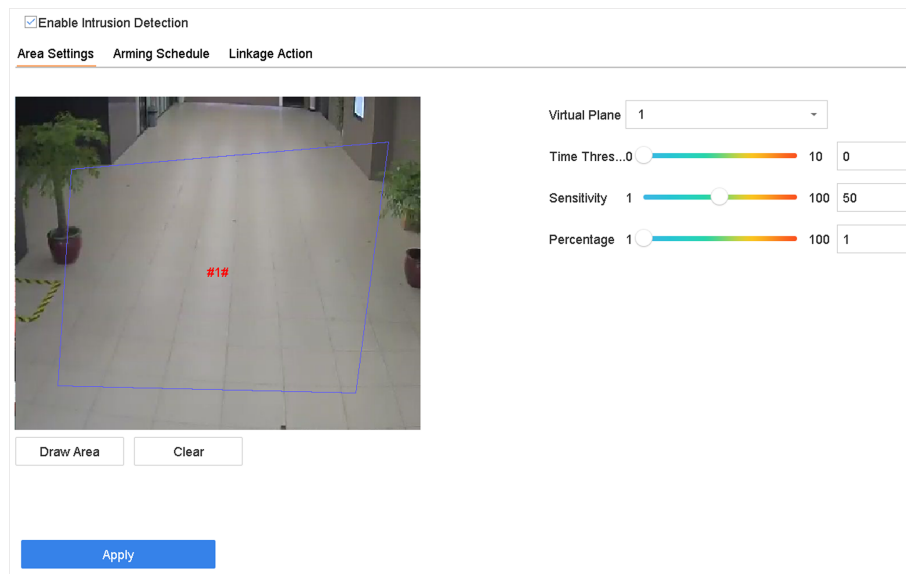 Enable Intrusion Detection
Area Settings Arming Schedule Linkage Action
Virtual Plane 1
Time Thres...0 10 0
Sensitivity 1 100 50
Percentage 1 100 1
#1#
Draw Area Clear
Apply